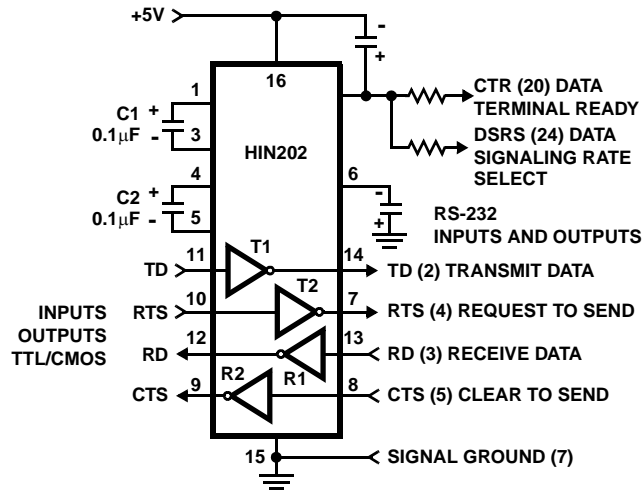 +5V
-
+
16
1
CTR (20) DATA
TERMINAL READY
C1
0.1μF
+
-
3
HIN202
DSRS (24) DATA
SIGNALING RATE
SELECT
4
6
C2
0.1μF
+
-
5
-
+
RS-232
INPUTS AND OUTPUTS
TD
11
T1
14
TD (2) TRANSMIT DATA
INPUTS
OUTPUTS
TTL/CMOS
RTS
10
T2
7
RTS (4) REQUEST TO SEND
RD
12
R1
13
RD (3) RECEIVE DATA
CTS
9
R2
8
CTS (5) CLEAR TO SEND
15
SIGNAL GROUND (7)